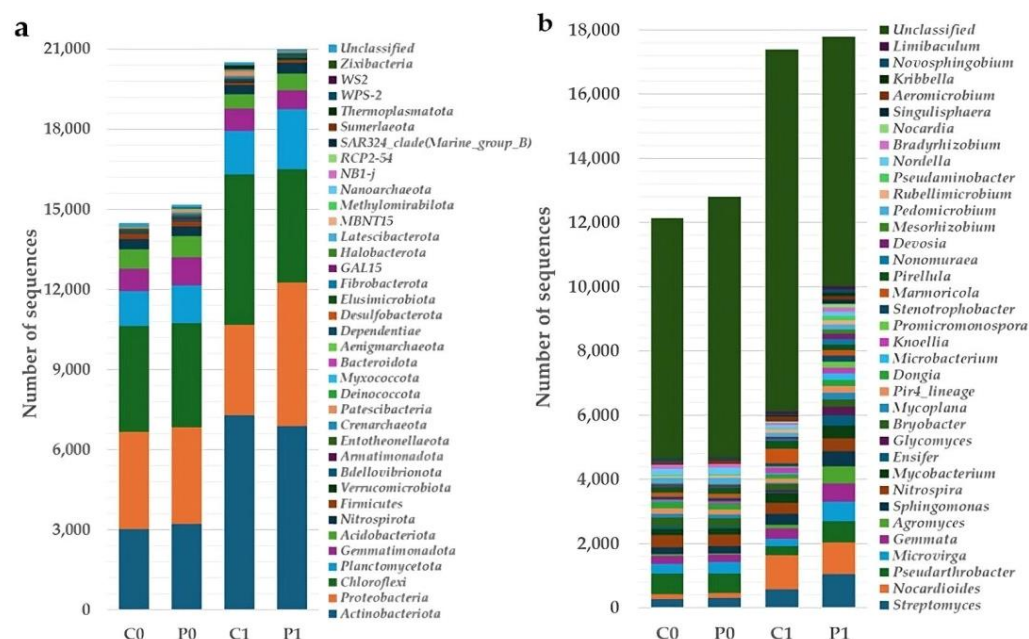 a
Number of sequences
21,000
18,000
15,000
12,000
9,000
6,000
3,000
0
C0 P0 C1 P1
Unclassified
Zixibacteria
WS2
WPS-2
Thermoplasmatota
Sumerlaeota
SAR324_clade(Marine_group_B)
RCP2-54
NB1-j
Nanoarchaeota
Methylomirabilota
MBNT15
Latescibacterota
Halobacterota
GAL15
Fibrobacterota
Elusimicrobiota
Desulfobacterota
Dependentiae
Aenigmarchaeota
Bacteroidota
Myxococcota
Deinococcota
Patescibacteria
Crenarchaeota
Entotheonellaeota
Armatimonadota
Bdellovibrionota
Verrucomicrobiota
Firmicutes
Nitrospirota
Acidobacteriota
Gemmatimonadota
Planctomycetota
Chloroflexi
Proteobacteria
Actinobacteriota
b
Number of sequences
18,000
16,000
14,000
12,000
10,000
8,000
6,000
4,000
2,000
0
C0 P0 C1 P1
Unclassified
Limibaculum
Novosphingobium
Kribbella
Aeromicrobium
Singulisphaera
Nocardia
Bradyrhizobium
Nordella
Pseudaminobacter
Rubellimicrobium
Pedomicrobium
Mesorhizobium
Devosia
Nonomuraea
Pirellula
Marmoricola
Stenotrophobacter
Promicromonospora
Knoellia
Microbacterium
Dongia
Pir4_lineage
Mycoplana
Bryobacter
Glycomyces
Ensifer
Mycobacterium
Nitrospira
Sphingomonas
Agromyces
Gemmata
Microvirga
Pseudarthrobacter
Nocardioides
Streptomyces